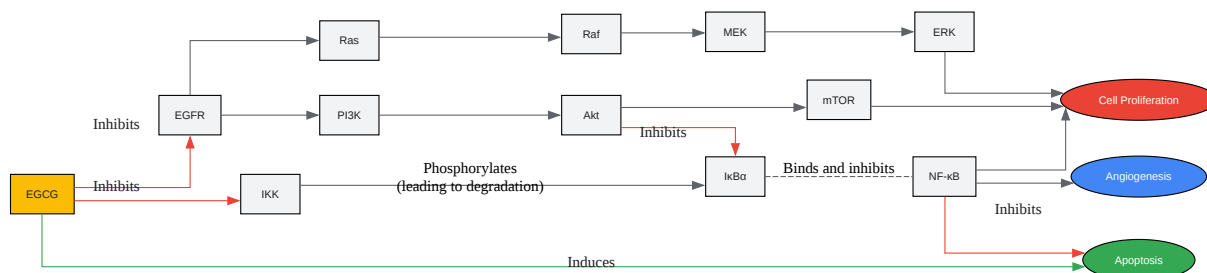 Ras
Raf
MEK
ERK
EGFR
PI3K
Akt
mTOR
Cell Proliferation
Inhibits
Inhibits
EGCG
Inhibits
IKK
Phosphorylates
(leading to degradation)
IκBα
Binds and inhibits
NF-κB
Angiogenesis
Inhibits
Induces
Apoptosis